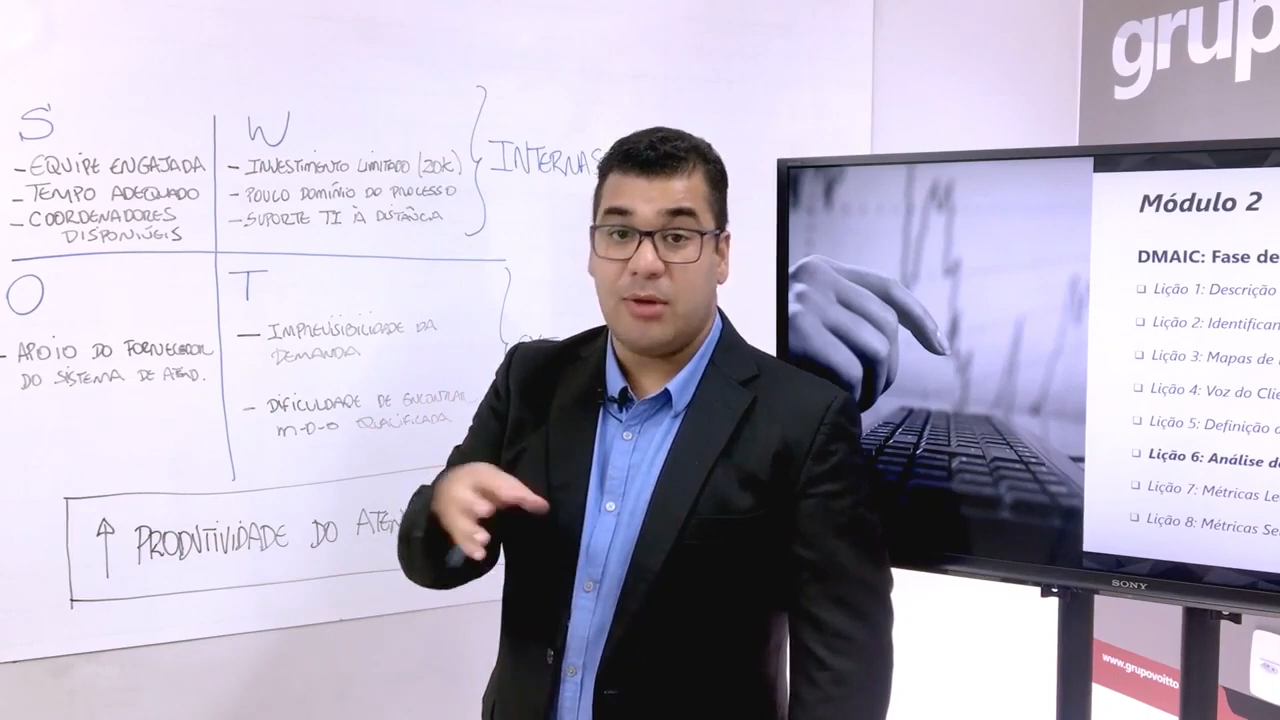 S
- EQUIPE ENGAJADA
- TEMPO ADEQUADO
- COORDENADORES
DISPONÍVEIS
W
- INVESTIMENTO LIMITADO (20K)
- POUCO DOMÍNIO DO PROCESSO
- SUPORTE TI À DISTÂNCIA
INTERNAS
O
- APOIO DO FORNECEDOR
DO SISTEMA DE ATEND.
T
- IMPREVISIBILIDADE DA
DEMANDA
- DIFICULDADE DE ENCONTRAR
M-D-O QUALIFICADA
↑ PRODUTIVIDADE DO ATEN
grup
Módulo 2
DMAIC: Fase de
Lição 1: Descrição
Lição 2: Identifican
Lição 3: Mapas de
Lição 4: Voz do Cli
Lição 5: Definição
Lição 6: Análise d
Lição 7: Métricas Le
Lição 8: Métricas Se
SONY
www.grupovoitto